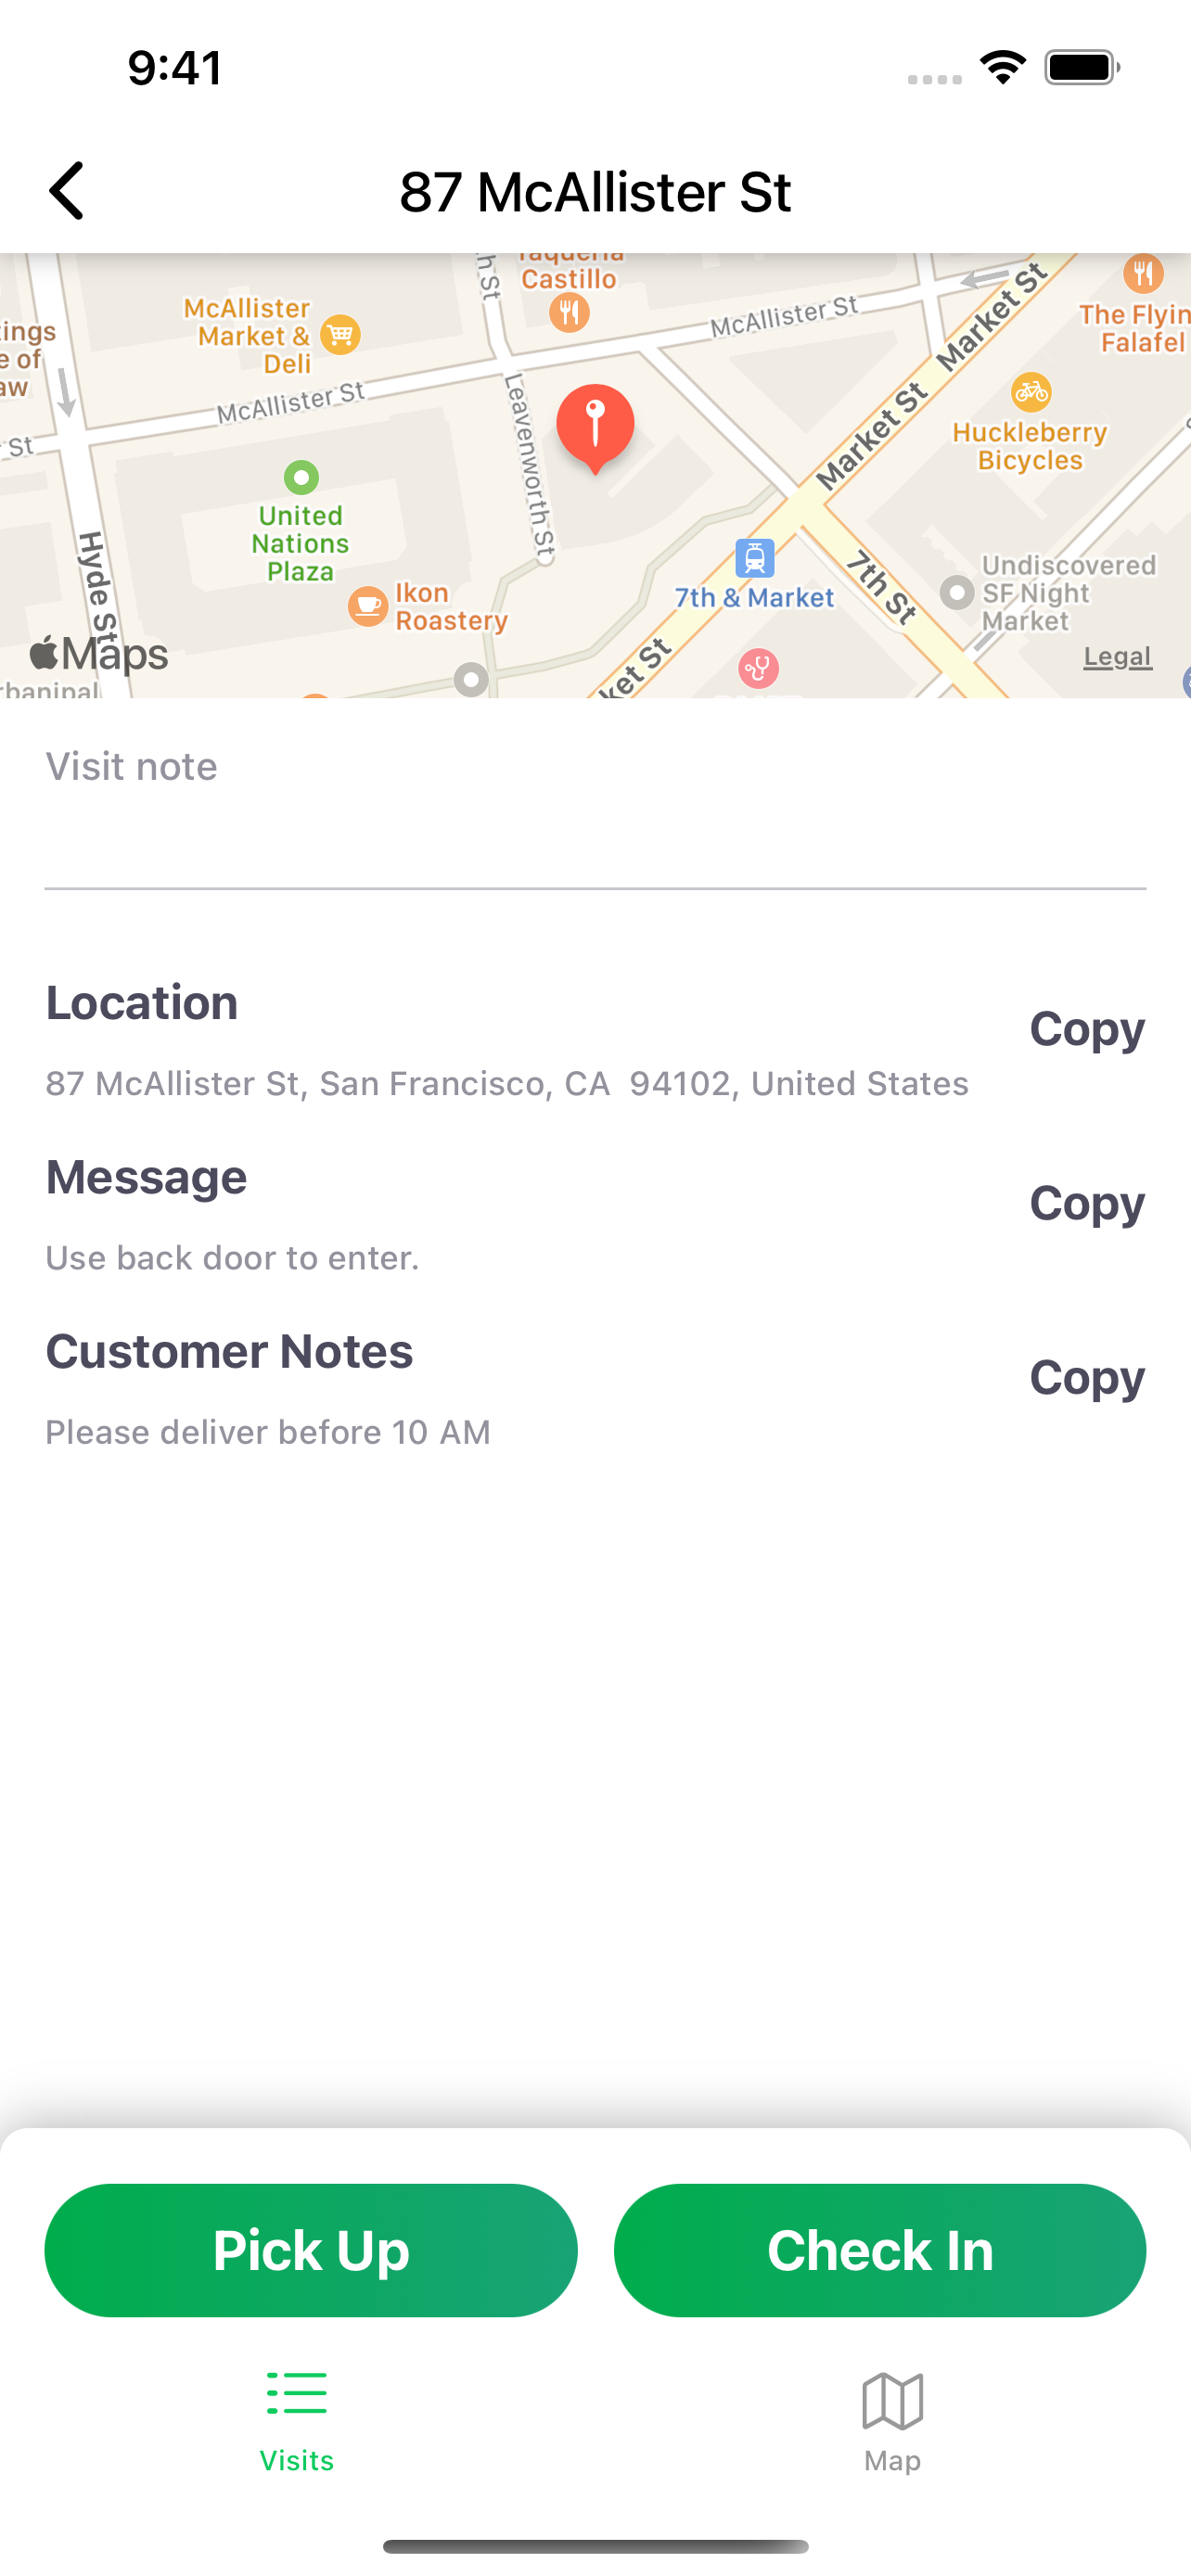 9:41
87 McAllister St
Castillo
McAllister
Market &
Deli
McAllister St
Market St
The Flyin
Falafel
McAllister St
St
Leavenworth St
Market St
Huckleberry
Bicycles
United
Nations
Plaza
Hyde St
Ikon
Roastery
7th & Market
7th St
Undiscovered
SF Night
Market
Maps
Legal
Visit note
Location
Copy
87 McAllister St, San Francisco, CA  94102, United States
Message
Copy
Use back door to enter.
Customer Notes
Copy
Please deliver before 10 AM
Pick Up
Check In
Visits
Map